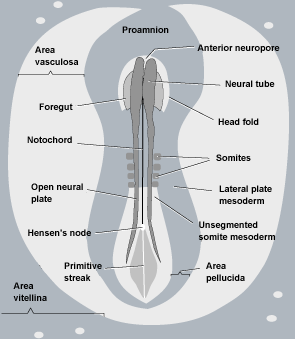 Proamnion
Area
vasculosa
Anterior neuropore
Neural tube
Foregut
Head fold
Notochord
Somites
Open neural
plate
Lateral plate
mesoderm
Hensen's node
Unsegmented
somite mesoderm
Primitive
streak
Area
pellucida
Area
vitellina